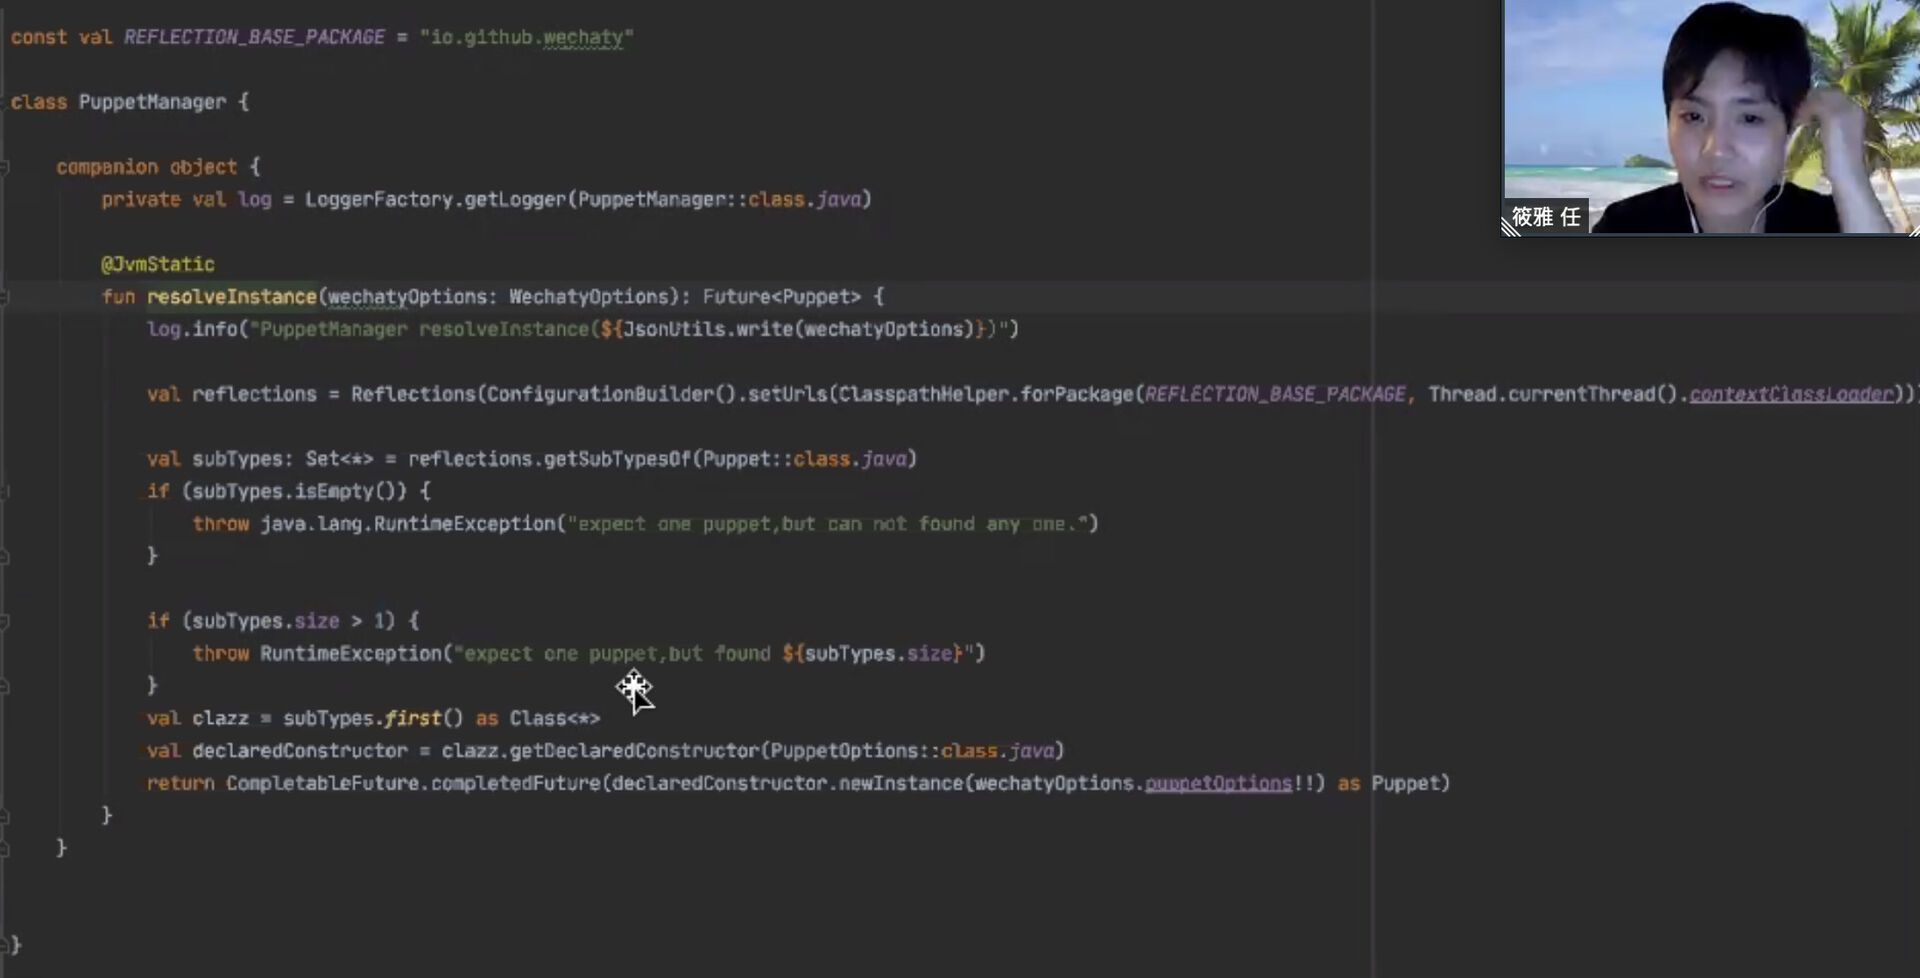 const val REFLECTION_BASE_PACKAGE = "io.github.wechaty"
class PuppetManager {
companion object {
private val log = LoggerFactory.getLogger(PuppetManager::class.java)
@JvmStatic
fun resolveInstance(wechatyOptions: WechatyOptions): Future<Puppet> {
log.info("PuppetManager resolveInstance(${JsonUtils.write(wechatyOptions)})")
val reflections = Reflections(ConfigurationBuilder().setUrls(ClasspathHelper.forPackage(REFLECTION_BASE_PACKAGE, Thread.currentThread().contextClassLoader)))
val subTypes: Set<*> = reflections.getSubTypesOf(Puppet::class.java)
if (subTypes.isEmpty()) {
throw java.lang.RuntimeException("expect one puppet,but can not found any one.")
}
if (subTypes.size > 1) {
throw RuntimeException("expect one puppet,but found ${subTypes.size}")
}
val clazz = subTypes.first() as Class<*>
val declaredConstructor = clazz.getDeclaredConstructor(PuppetOptions::class.java)
return CompletableFuture.completedFuture(declaredConstructor.newInstance(wechatyOptions.puppetOptions!!) as Puppet)
}
}
}
筱雅 任